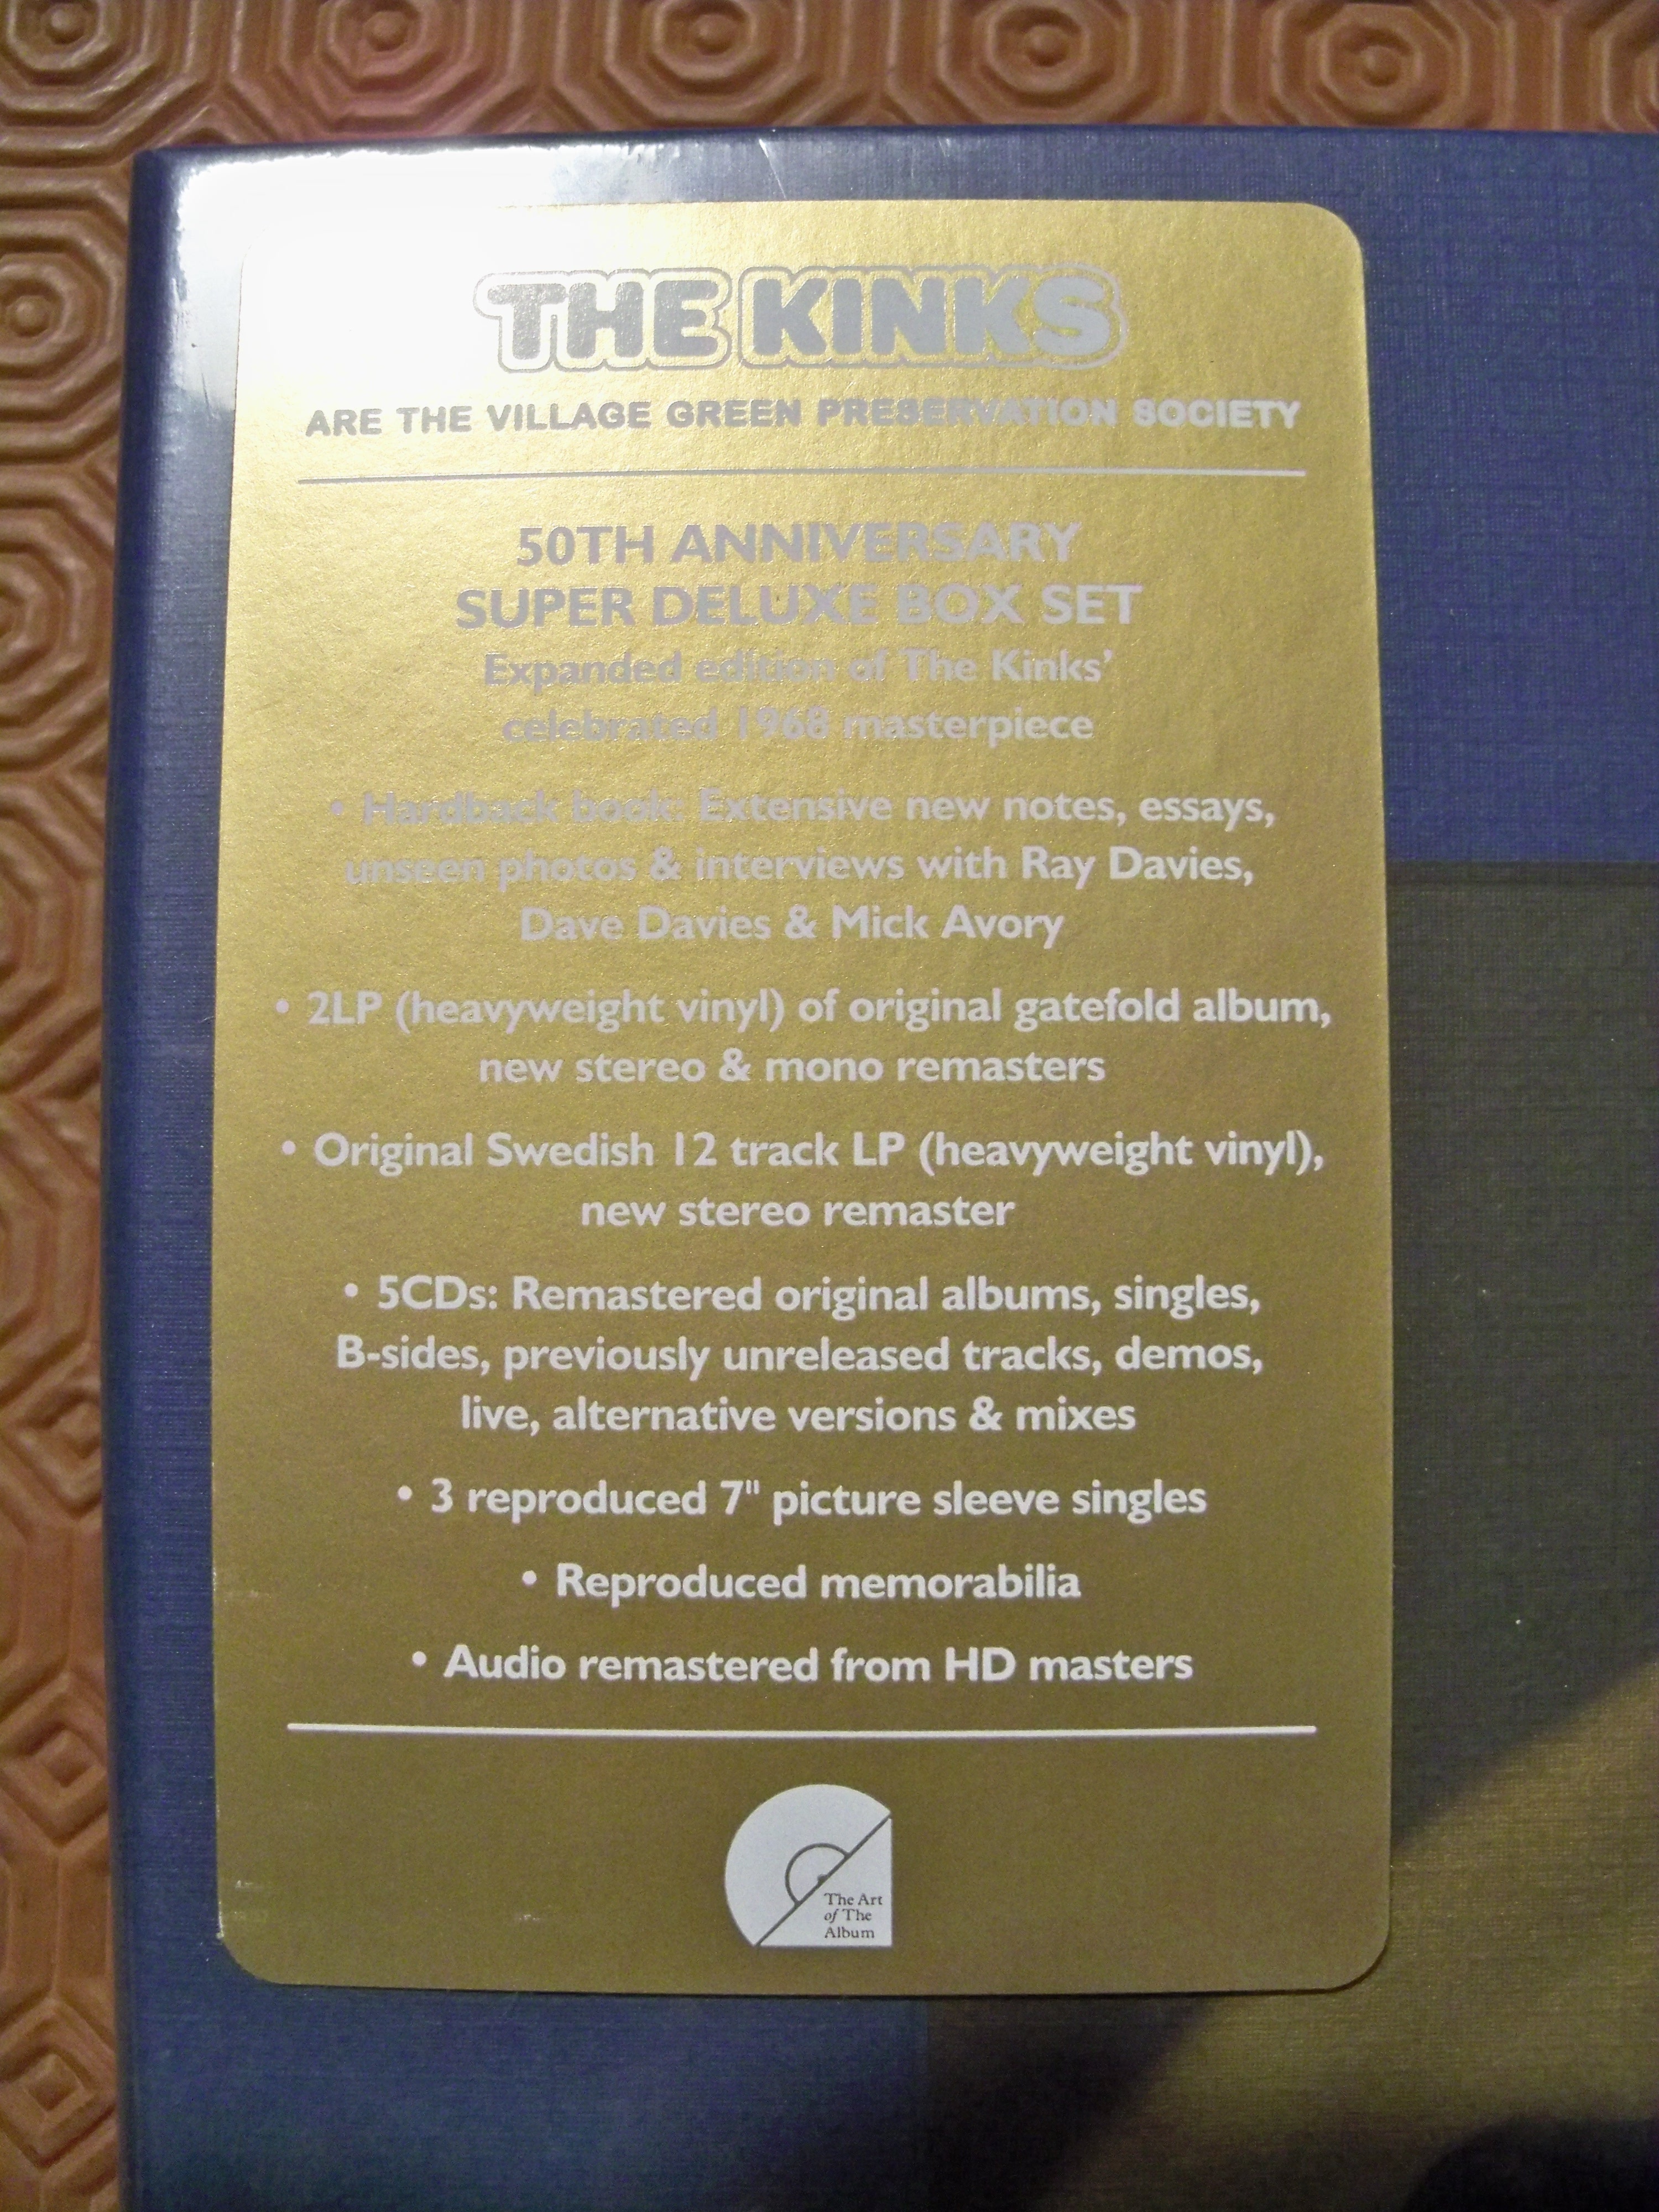 THE KINKS
ARE THE VILLAGE GREEN PRESERVATION SOCIETY
50TH ANNIVERSARY
SUPER DELUXE BOX SET
Expanded edition of The Kinks'
celebrated 1968 masterpiece
• Hardback book: Extensive new notes, essays,
unseen photos & interviews with Ray Davies,
Dave Davies & Mick Avory
• 2LP (heavyweight vinyl) of original gatefold album,
new stereo & mono remasters
• Original Swedish 12 track LP (heavyweight vinyl),
new stereo remaster
• 5CDs: Remastered original albums, singles,
B-sides, previously unreleased tracks, demos,
live, alternative versions & mixes
• 3 reproduced 7" picture sleeve singles
• Reproduced memorabilia
• Audio remastered from HD masters
The Art
of The
Album